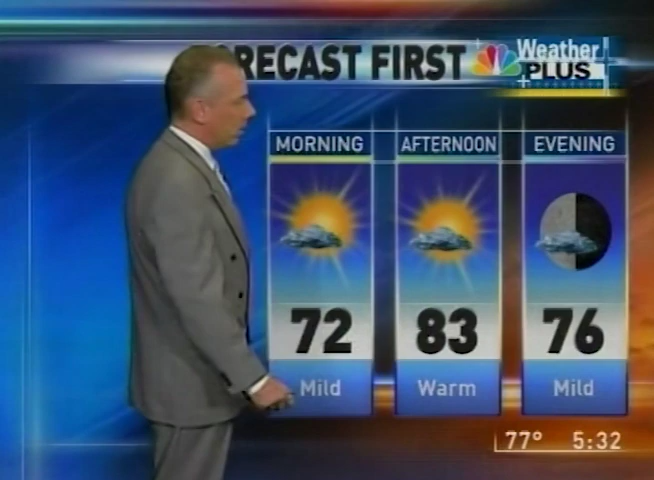 RECAST FIRST Weather
PLUS
MORNING AFTERNOON EVENING
72 83 76
Mild Warm Mild
77° 5:32